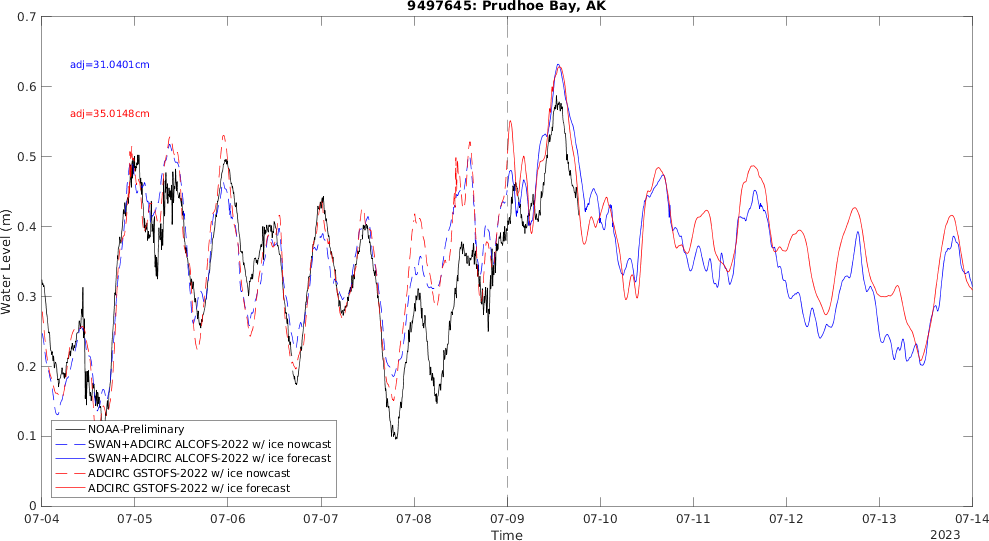 9497645: Prudhoe Bay, AK
0.7
0.6
0.5
0.4
0.3
0.2
0.1
0
Water Level (m)
adj=31.0401cm
adj=35.0148cm
NOAA-Preliminary
SWAN+ADCIRC ALCOFS-2022 w/ ice nowcast
SWAN+ADCIRC ALCOFS-2022 w/ ice forecast
ADCIRC GSTOFS-2022 w/ ice nowcast
ADCIRC GSTOFS-2022 w/ ice forecast
07-04 07-05 07-06 07-07 07-08 07-09 07-10 07-11 07-12 07-13 07-14
Time
2023